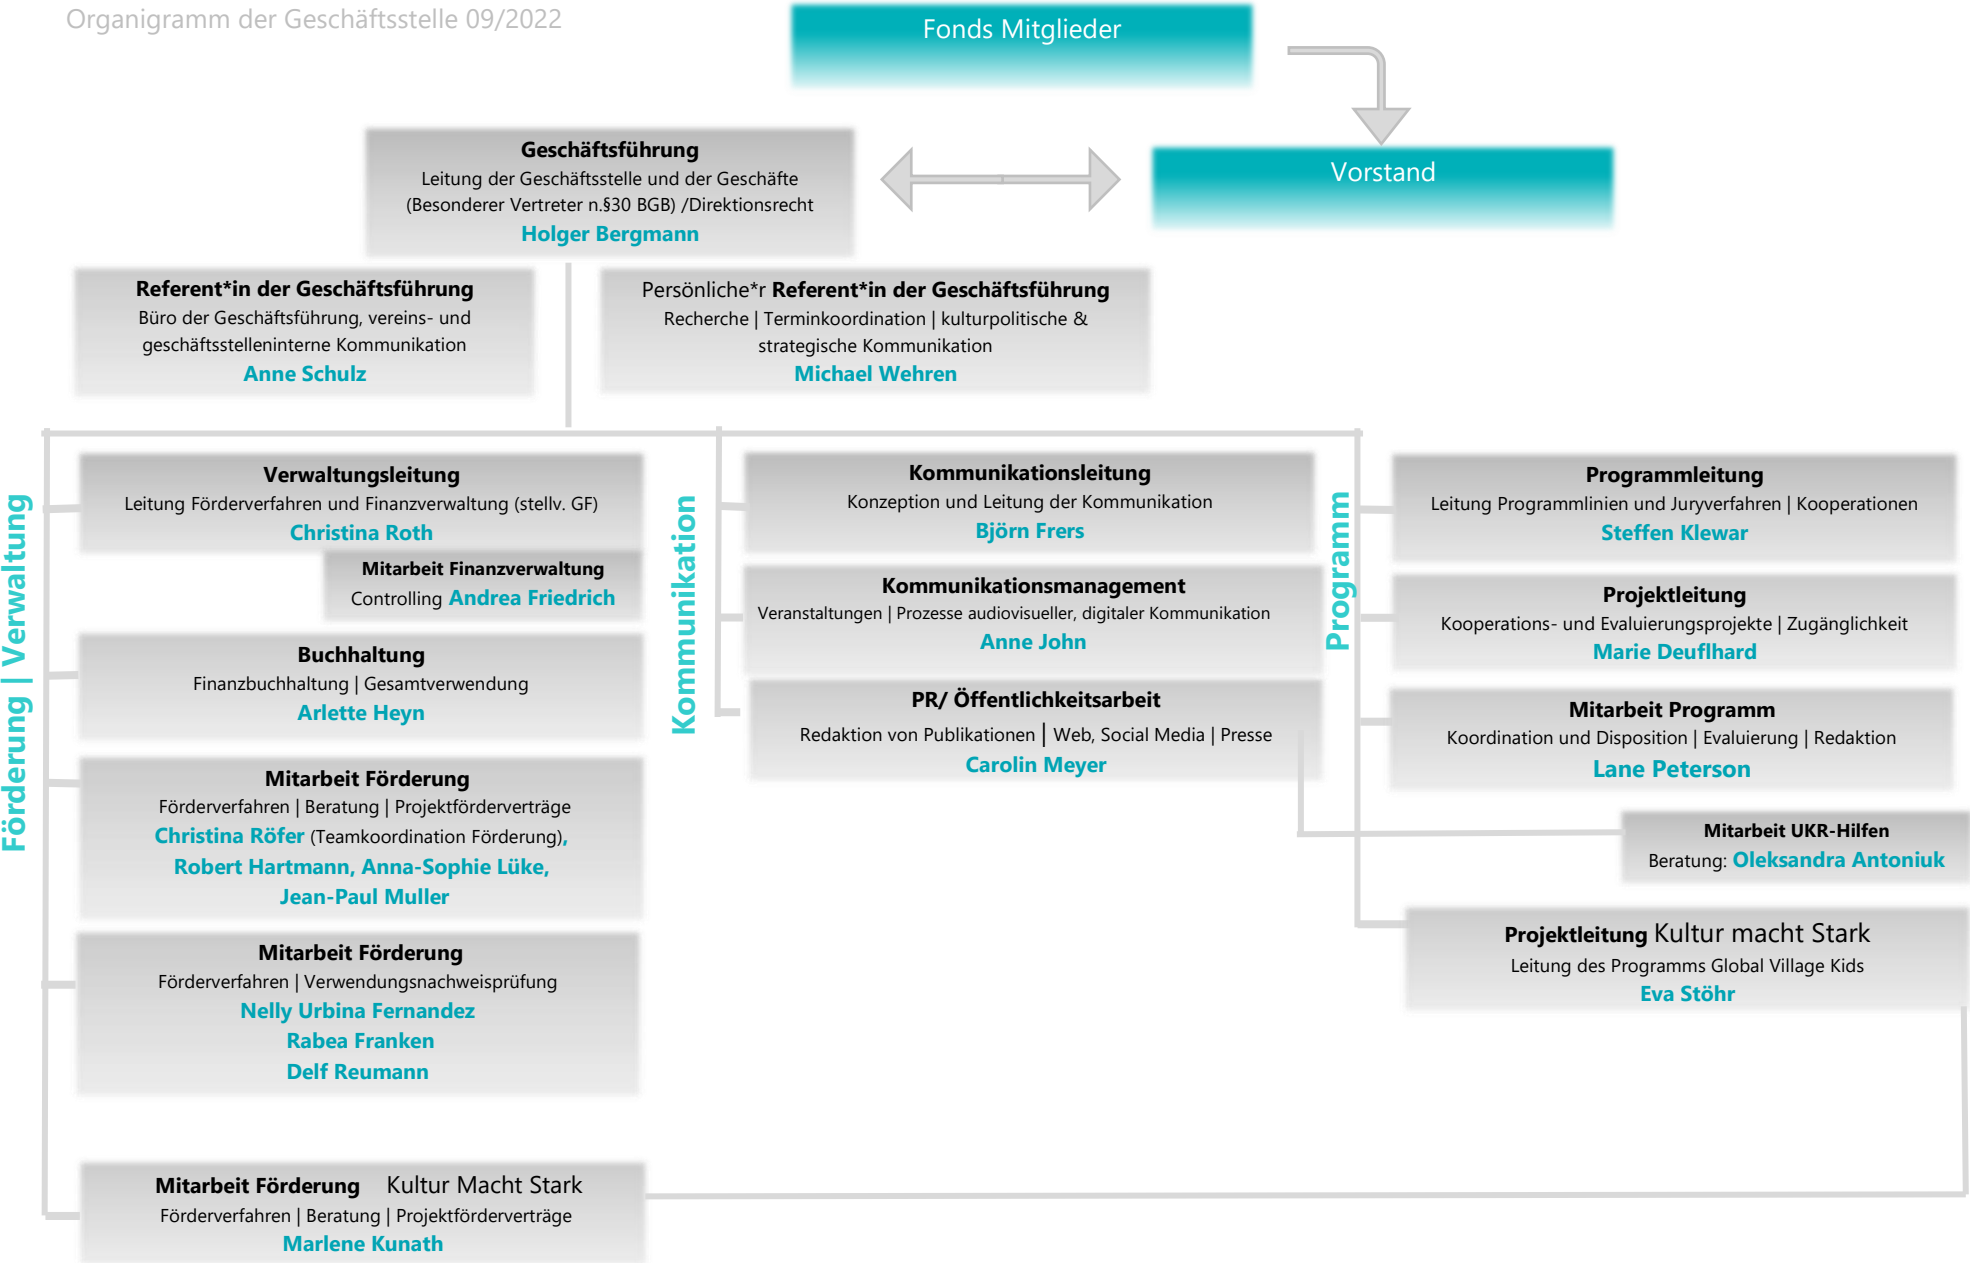 Organigramm der Geschäftsstelle 09/2022
Fonds Mitglieder
Vorstand
Geschäftsführung
Leitung der Geschäftsstelle und der Geschäfte
(Besonderer Vertreter n.§30 BGB) /Direktionsrecht
Holger Bergmann
Referent*in der Geschäftsführung
Büro der Geschäftsführung, vereins- und
geschäftsstelleninterne Kommunikation
Anne Schulz
Persönliche*r Referent*in der Geschäftsführung
Recherche | Terminkoordination | kulturpolitische &
strategische Kommunikation
Michael Wehren
Förderung | Verwaltung
Verwaltungsleitung
Leitung Förderverfahren und Finanzverwaltung (stellv. GF)
Christina Roth
Mitarbeit Finanzverwaltung
Controlling Andrea Friedrich
Buchhaltung
Finanzbuchhaltung | Gesamtverwendung
Arlette Heyn
Mitarbeit Förderung
Förderverfahren | Beratung | Projektförderverträge
Christina Röfer (Teamkoordination Förderung),
Robert Hartmann, Anna-Sophie Lüke,
Jean-Paul Muller
Mitarbeit Förderung
Förderverfahren | Verwendungsnachweisprüfung
Nelly Urbina Fernandez
Rabea Franken
Delf Reumann
Mitarbeit Förderung Kultur Macht Stark
Förderverfahren | Beratung | Projektförderverträge
Marlene Kunath
Kommunikation
Kommunikationsleitung
Konzeption und Leitung der Kommunikation
Björn Frers
Kommunikationsmanagement
Veranstaltungen | Prozesse audiovisueller, digitaler Kommunikation
Anne John
PR/ Öffentlichkeitsarbeit
Redaktion von Publikationen | Web, Social Media | Presse
Carolin Meyer
Programm
Programmleitung
Leitung Programmlinien und Juryverfahren | Kooperationen
Steffen Klewar
Projektleitung
Kooperations- und Evaluierungsprojekte | Zugänglichkeit
Marie Deuflhard
Mitarbeit Programm
Koordination und Disposition | Evaluierung | Redaktion
Lane Peterson
Mitarbeit UKR-Hilfen
Beratung: Oleksandra Antoniuk
Projektleitung Kultur macht Stark
Leitung des Programms Global Village Kids
Eva Stöhr